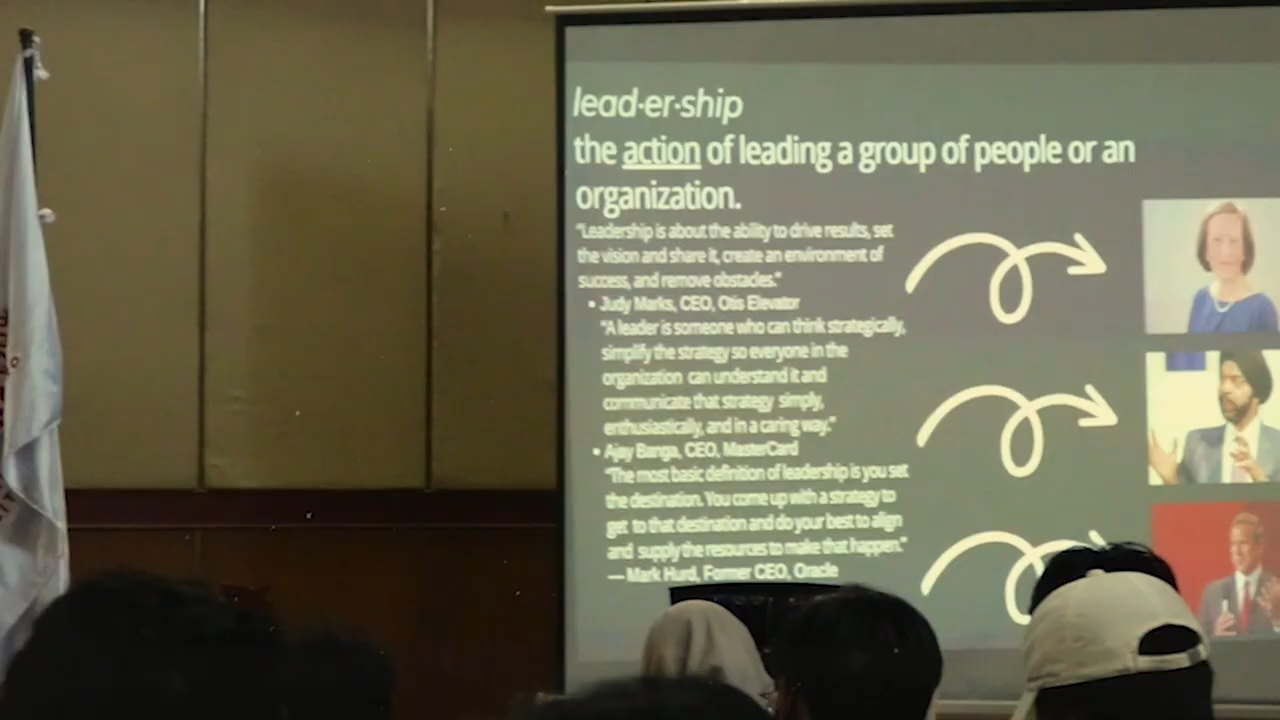 lead·er·ship
the action of leading a group of people or an
organization.
"Leadership is about the ability to drive results, set
the vision and share it, create an environment of
success, and remove obstacles."
• Judy Marks, CEO, Otis Elevator
"A leader is someone who can think strategically,
simplify the strategy so everyone in the
organization can understand it and
communicate that strategy simply,
enthusiastically, and in a caring way."
• Ajay Banga, CEO, MasterCard
"The most basic definition of leadership is you set
the destination. You come up with a strategy to
get to that destination and do your best to align
and supply the resources to make that happen."
— Mark Hurd, Former CEO, Oracle